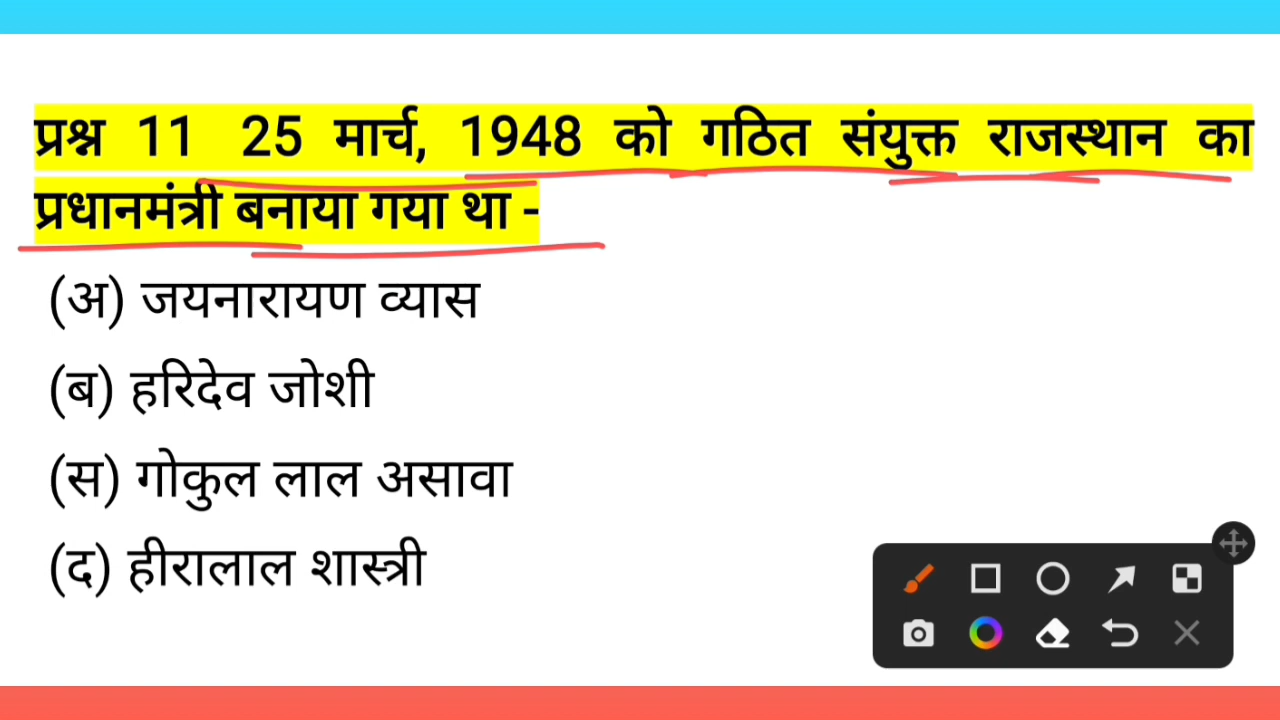 प्रश्न 11 25 मार्च, 1948 को गठित संयुक्त राजस्थान का
प्रधानमंत्री बनाया गया था -
(अ) जयनारायण व्यास
(ब) हरिदेव जोशी
(स) गोकुल लाल असावा
(द) हीरालाल शास्त्री